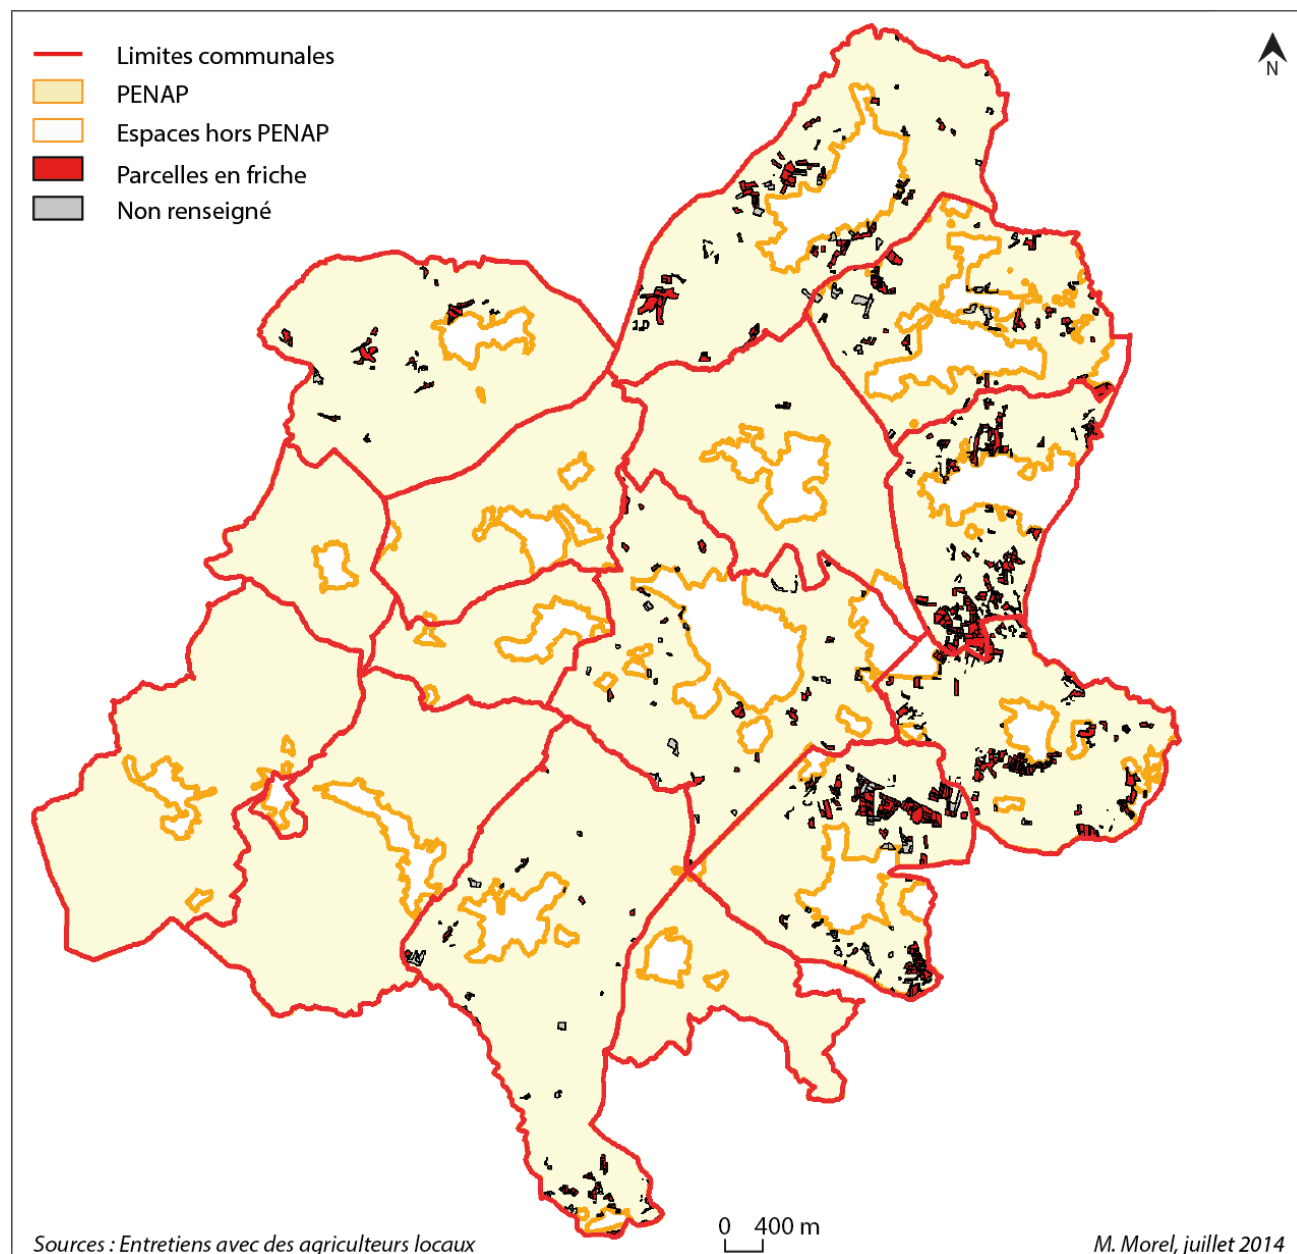 Limites communales
PENAP
Espaces hors PENAP
Parcelles en friche
Non renseigné
N
0 400 m
Sources : Entretiens avec des agriculteurs locaux
M. Morel, juillet 2014